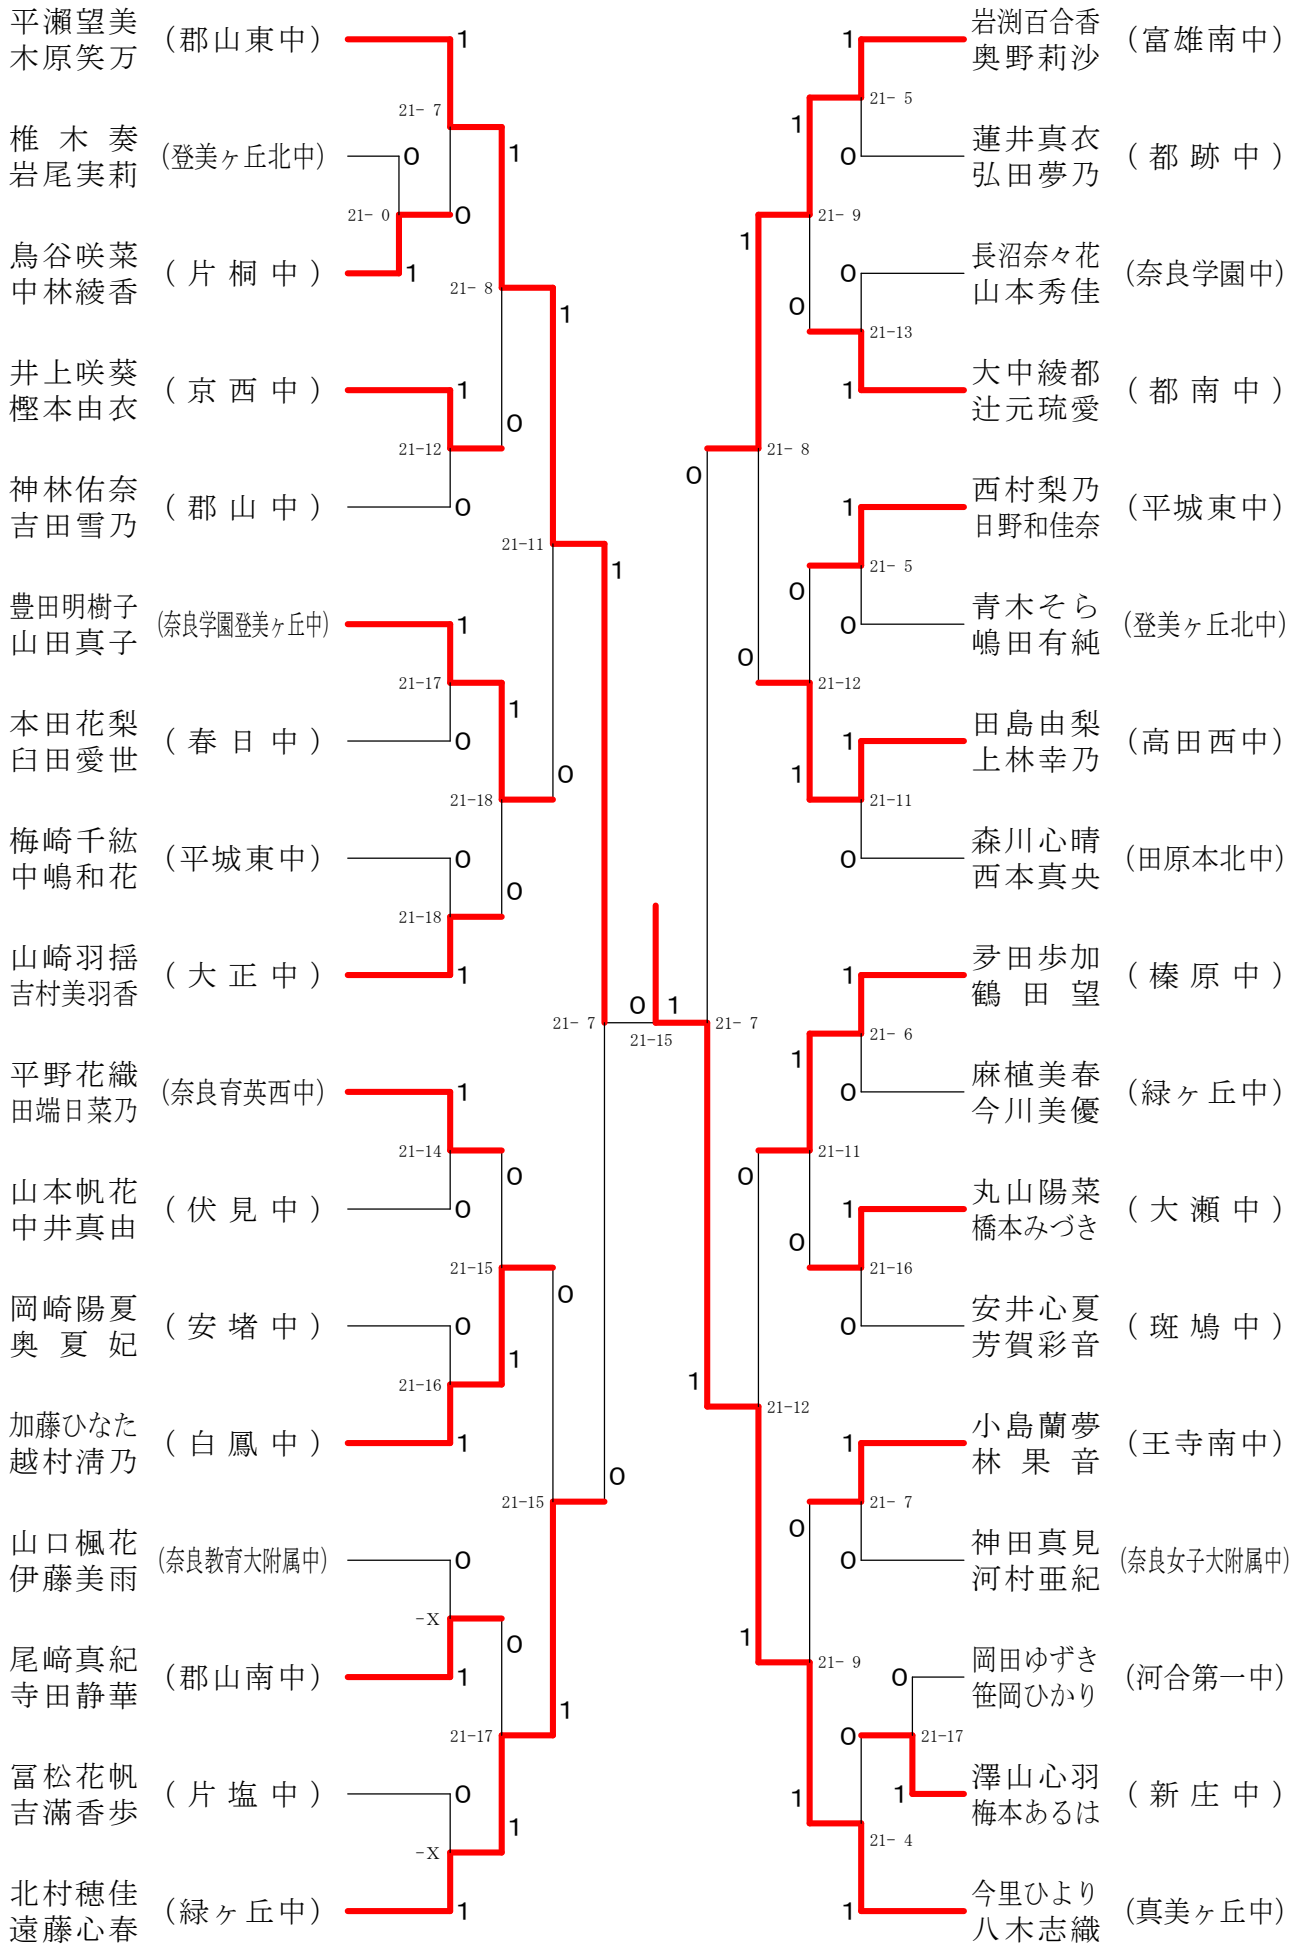 平瀨望美
木原笑万
(郡山東中)
1
21- 7
椎木奏
岩尾実莉
(登美ヶ丘北中)
0
1
21- 0
0
鳥谷咲菜
中林綾香
(片桐中)
1
21- 8
1
井上咲葵
樫本由衣
(京西中)
1
0
21-12
神林佑奈
吉田雪乃
(郡山中)
0
21-11
1
豊田明樹子
山田真子
(奈良学園登美ヶ丘中)
1
21-17
1
本田花梨
臼田愛世
(春日中)
0
0
21-18
梅崎千紘
中嶋和花
(平城東中)
0
0
21-18
山崎羽揺
吉村美羽香
(大正中)
1
21- 7
0
1
21-15
平野花織
田端日菜乃
(奈良育英西中)
1
21-14
0
山本帆花
中井真由
(伏見中)
0
21-15
0
岡崎陽夏
奥夏妃
(安堵中)
0
1
21-16
加藤ひなた
越村清乃
(白鳳中)
1
0
21-15
山口楓花
伊藤美雨
(奈良教育大附属中)
0
-X
0
尾﨑真紀
寺田静華
(郡山南中)
1
1
21-17
冨松花帆
吉滿香歩
(片塩中)
0
1
-X
北村穂佳
遠藤心春
(緑ヶ丘中)
1
岩渕百合香
奥野莉沙
(富雄南中)
1
21- 5
1
蓮井真衣
弘田夢乃
(都跡中)
0
21- 9
1
長沼奈々花
山本秀佳
(奈良学園中)
0
0
21-13
大中綾都
辻元琉愛
(都南中)
1
21- 8
0
西村梨乃
日野和佳奈
(平城東中)
1
21- 5
0
青木そら
嶋田有純
(登美ヶ丘北中)
0
0
21-12
田島由梨
上林幸乃
(高田西中)
1
1
21-11
森川心晴
西本真央
(田原本北中)
0
21- 7
夛田歩加
鶴田望
(榛原中)
1
21- 6
1
麻植美春
今川美優
(緑ヶ丘中)
0
21-11
0
丸山陽菜
橋本みづき
(大瀬中)
1
0
21-16
安井心夏
芳賀彩音
(斑鳩中)
0
1
21-12
小島蘭夢
林果音
(王寺南中)
1
21- 7
0
神田真見
河村亜紀
(奈良女子大附属中)
0
1
21- 9
岡田ゆずき
笹岡ひかり
(河合第一中)
0
0
21-17
澤山心羽
梅本あるは
(新庄中)
1
1
21- 4
今里ひより
八木志織
(真美ヶ丘中)
1